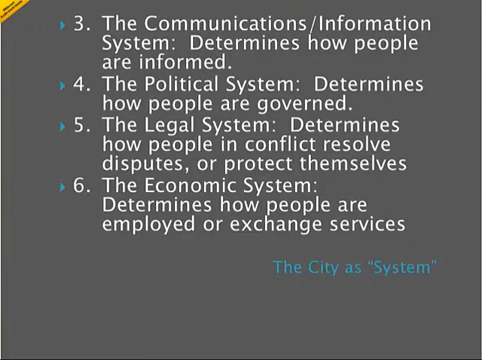 3. The Communications/Information
System: Determines how people
are informed.
4. The Political System: Determines
how people are governed.
5. The Legal System: Determines
how people in conflict resolve
disputes, or protect themselves
6. The Economic System:
Determines how people are
employed or exchange services
The City as “System”